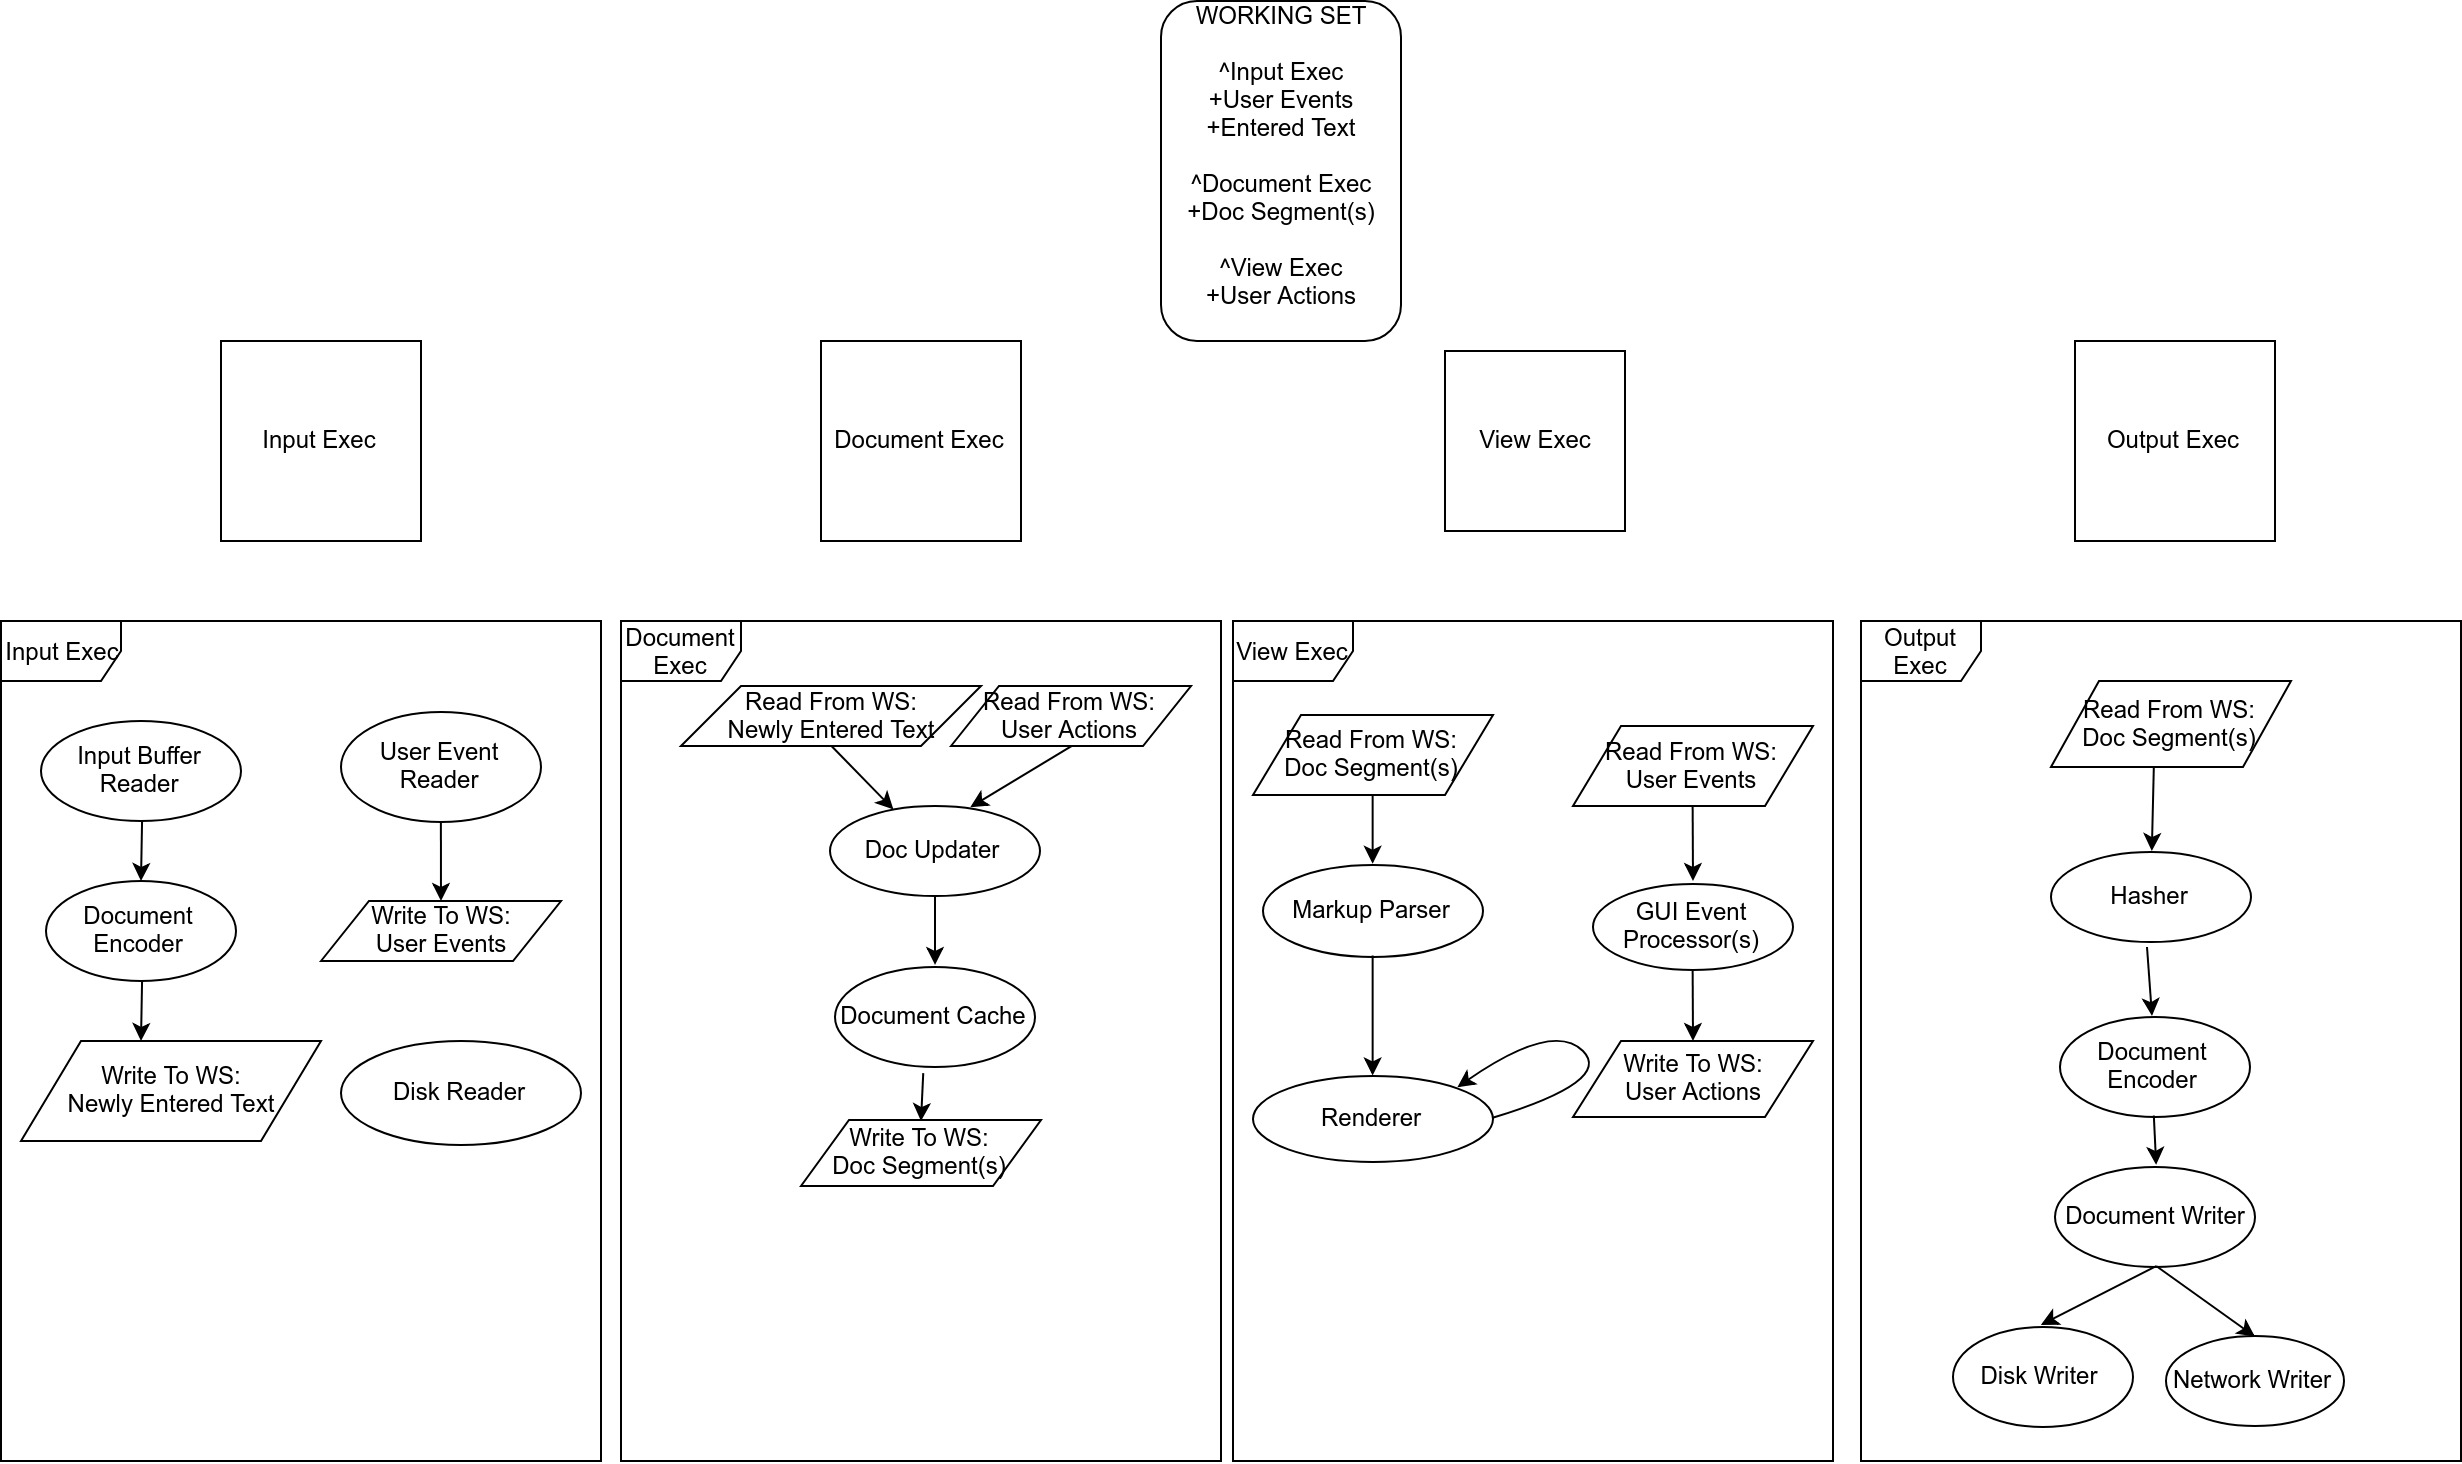 WORKING SET
^Input Exec
+User Events
+Entered Text
^Document Exec
+Doc Segment(s)
^View Exec
+User Actions
Input Exec
Document Exec
View Exec
Output Exec
Input Exec
Input Buffer
Reader
User Event
Reader
Document
Encoder
Write To WS:
User Events
Write To WS:
Newly Entered Text
Disk Reader
Document
Exec
Read From WS:
Newly Entered Text
Read From WS:
User Actions
Doc Updater
Document Cache
Write To WS:
Doc Segment(s)
View Exec
Read From WS:
Doc Segment(s)
Read From WS:
User Events
Markup Parser
GUI Event
Processor(s)
Renderer
Write To WS:
User Actions
Output
Exec
Read From WS:
Doc Segment(s)
Hasher
Document
Encoder
Document Writer
Disk Writer
Network Writer